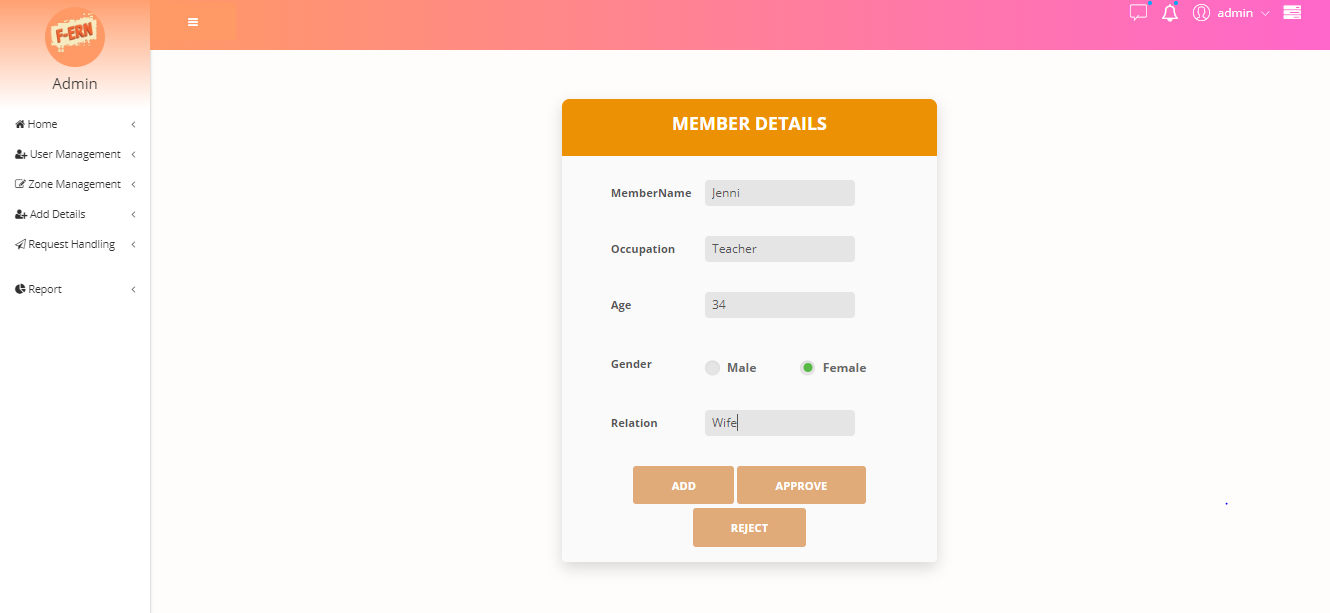 F-ERN
Admin
Home
User Management
Zone Management
Add Details
Request Handling
Report
admin
MEMBER DETAILS
MemberName Jenni
Occupation Teacher
Age 34
Gender Male Female
Relation Wife
ADD APPROVE
REJECT